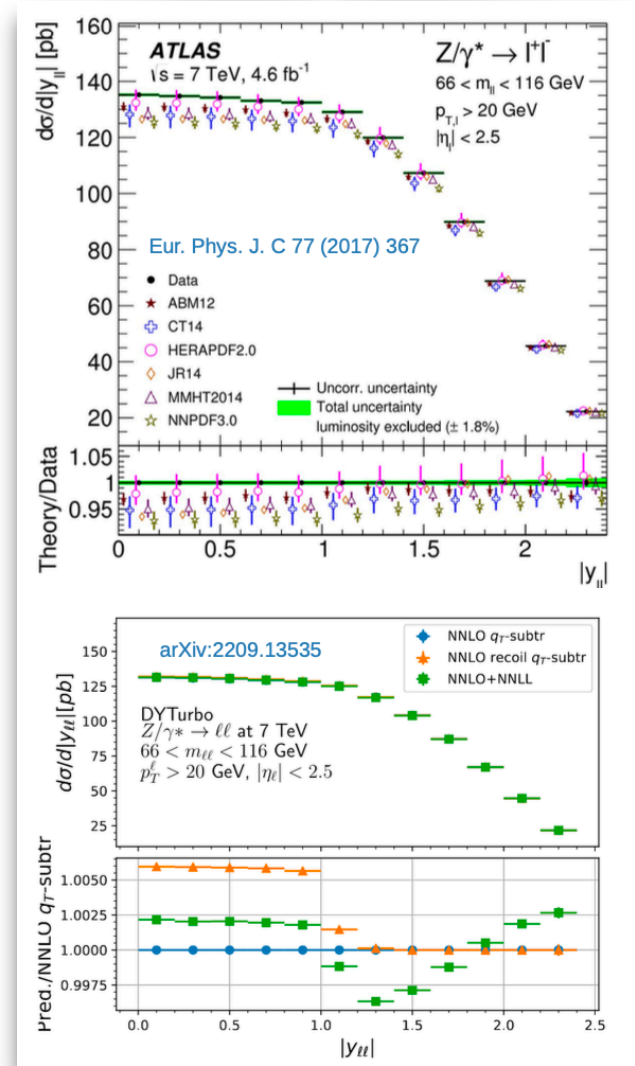 ATLAS
√s = 7 TeV, 4.6 fb⁻¹
Z/γ* → l⁺l⁻
66 < m_ll < 116 GeV
p_T,l > 20 GeV
|η_l| < 2.5
dσ/d|y_ll| [pb]
160
140
120
100
80
60
40
20
Eur. Phys. J. C 77 (2017) 367
Data
ABM12
CT14
HERAPDF2.0
JR14
MMHT2014
NNPDF3.0
Uncorr. uncertainty
Total uncertainty
luminosity excluded (± 1.8%)
Theory/Data
1.05
1
0.95
0 0.5 1 1.5 2
|y_ll|
arXiv:2209.13535
NNLO q_T-subtr
NNLO recoil q_T-subtr
NNLO+NNLL
dσ/d|y_ℓℓ|[pb]
150
125
100
75
50
25
DYTurbo
Z/γ* → ℓℓ at 7 TeV
66 < m_ℓℓ < 116 GeV
p_T^ℓ > 20 GeV, |η_ℓ| < 2.5
Pred./NNLO q_T-subtr
1.0050
1.0025
1.0000
0.9975
0.0 0.5 1.0 1.5 2.0 2.5
|y_ℓℓ|